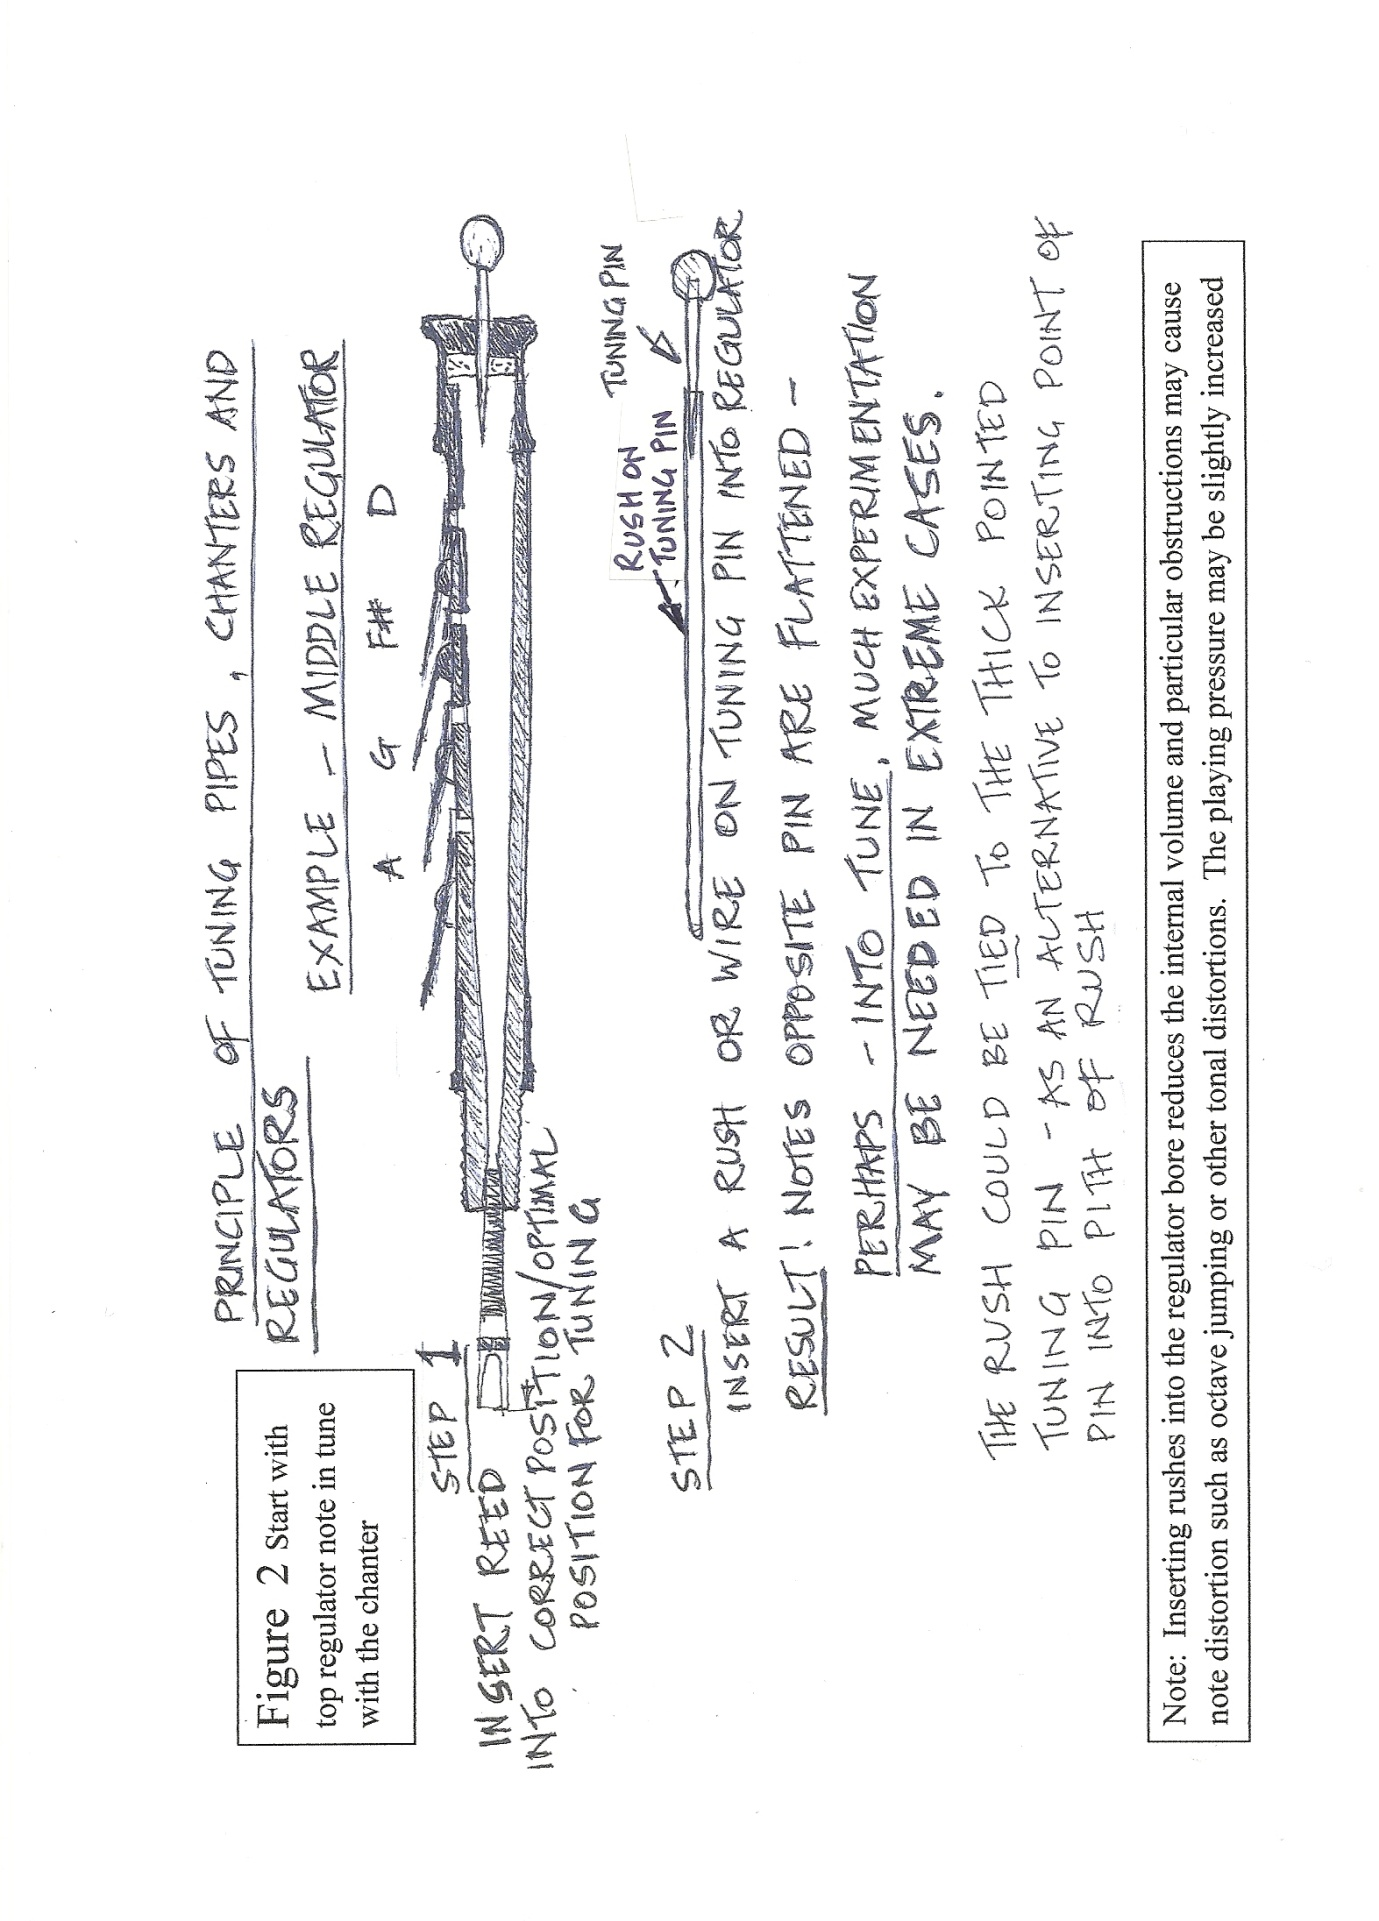 PRINCIPLE OF TUNING PIPES, CHANTERS AND
REGULATORS
EXAMPLE - MIDDLE REGULATOR
Figure 2 Start with
top regulator note in tune
with the chanter
A G F# D
STEP 1
INSERT REED
INTO CORRECT POSITION/OPTIMAL
POSITION FOR TUNING
TUNING PIN
RUSH ON
TUNING PIN
STEP 2
INSERT A RUSH OR WIRE ON TUNING PIN INTO REGULATOR
RESULT! NOTES OPPOSITE PIN ARE FLATTENED -
PERHAPS - INTO TUNE. MUCH EXPERIMENTATION
MAY BE NEEDED IN EXTREME CASES.
THE RUSH COULD BE TIED TO THE THICK POINTED
TUNING PIN - AS AN ALTERNATIVE TO INSERTING POINT OF
PIN INTO PITH OF RUSH
Note: Inserting rushes into the regulator bore reduces the internal volume and particular obstructions may cause
note distortion such as octave jumping or other tonal distortions. The playing pressure may be slightly increased